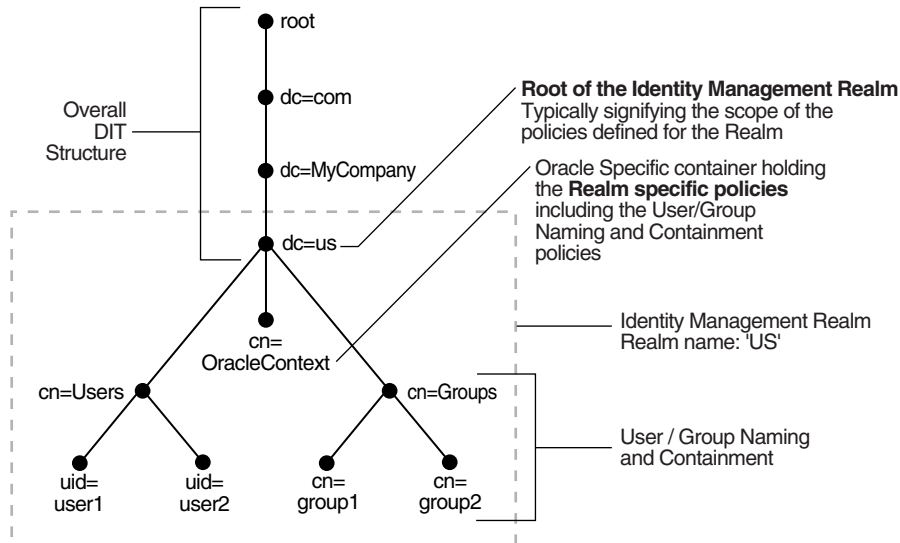 root
dc=com
Overall
DIT
Structure
dc=MyCompany
dc=us
Root of the Identity Management Realm
Typically signifying the scope of the
policies defined for the Realm
Oracle Specific container holding
the Realm specific policies
including the User/Group
Naming and Containment
policies
cn=
OracleContext
Identity Management Realm
Realm name: 'US'
cn=Users
cn=Groups
User / Group Naming
and Containment
uid=
user1
uid=
user2
cn=
group1
cn=
group2